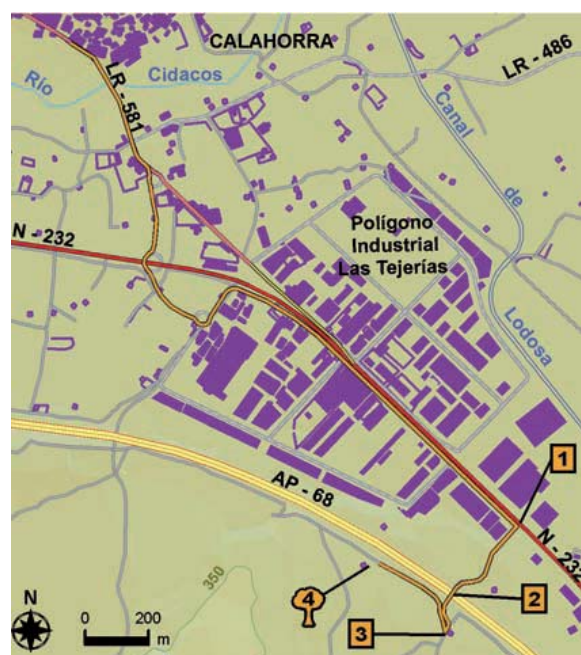 CALAHORRA
Río
Cidacos
LR - 486
LR - 581
Canal
de
Lodosa
N - 232
Polígono
Industrial
Las Tejerías
1
AP - 68
N - 232
4
2
350
3
N
0 200
m